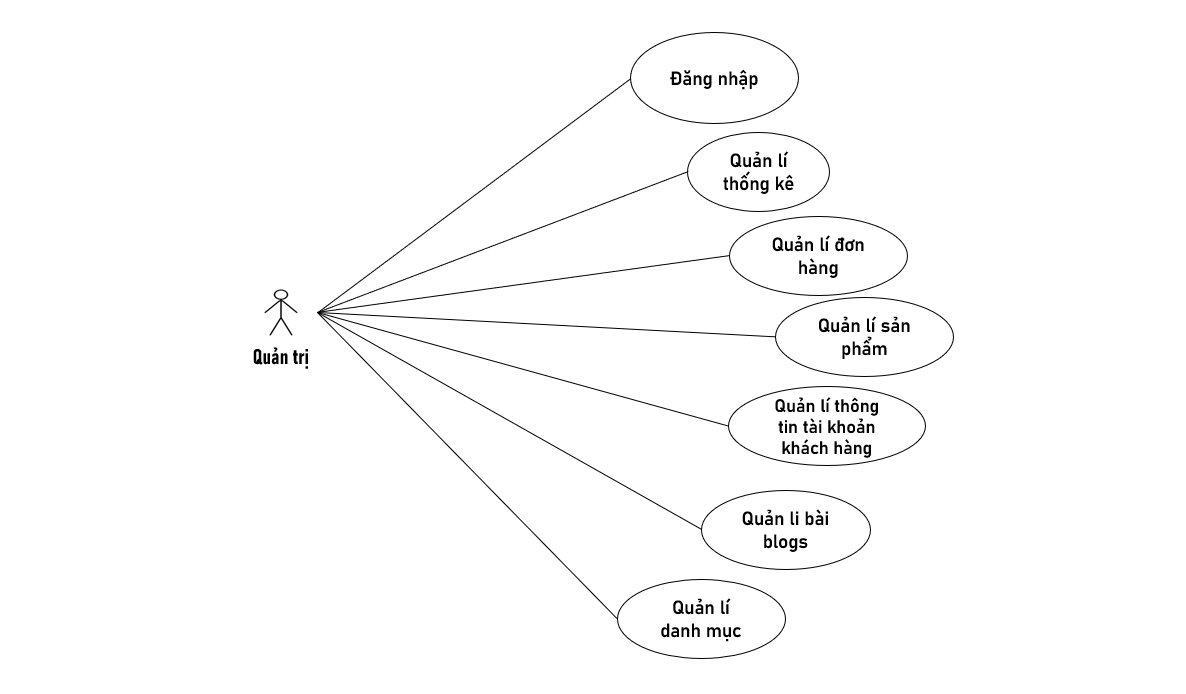 Đăng nhập
Quản lí
thống kê
Quản lí đơn
hàng
Quản lí sản
phẩm
Quản trị
Quản lí thông
tin tài khoản
khách hàng
Quản li bài
blogs
Quản lí
danh mục